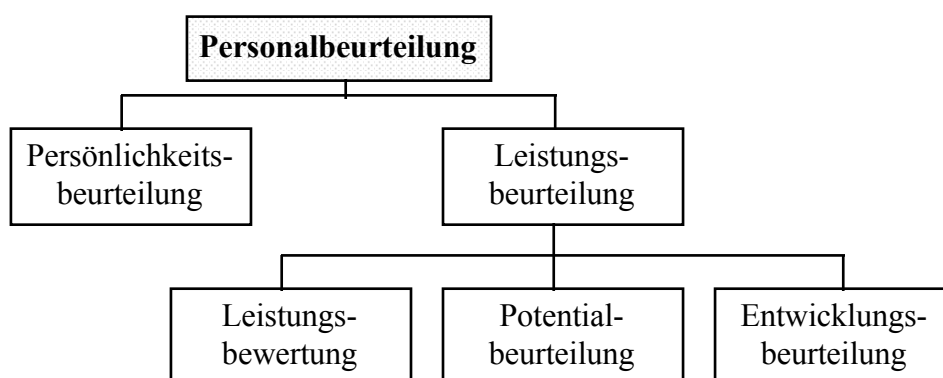 Personalbeurteilung
Persönlichkeits-
beurteilung
Leistungs-
beurteilung
Leistungs-
bewertung
Potential-
beurteilung
Entwicklungs-
beurteilung